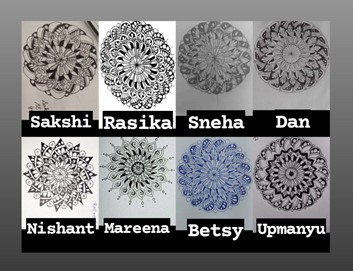 Sakshi
Rasika
Sneha
Dan
Nishant
Mareena
Betsy
Upmanyu